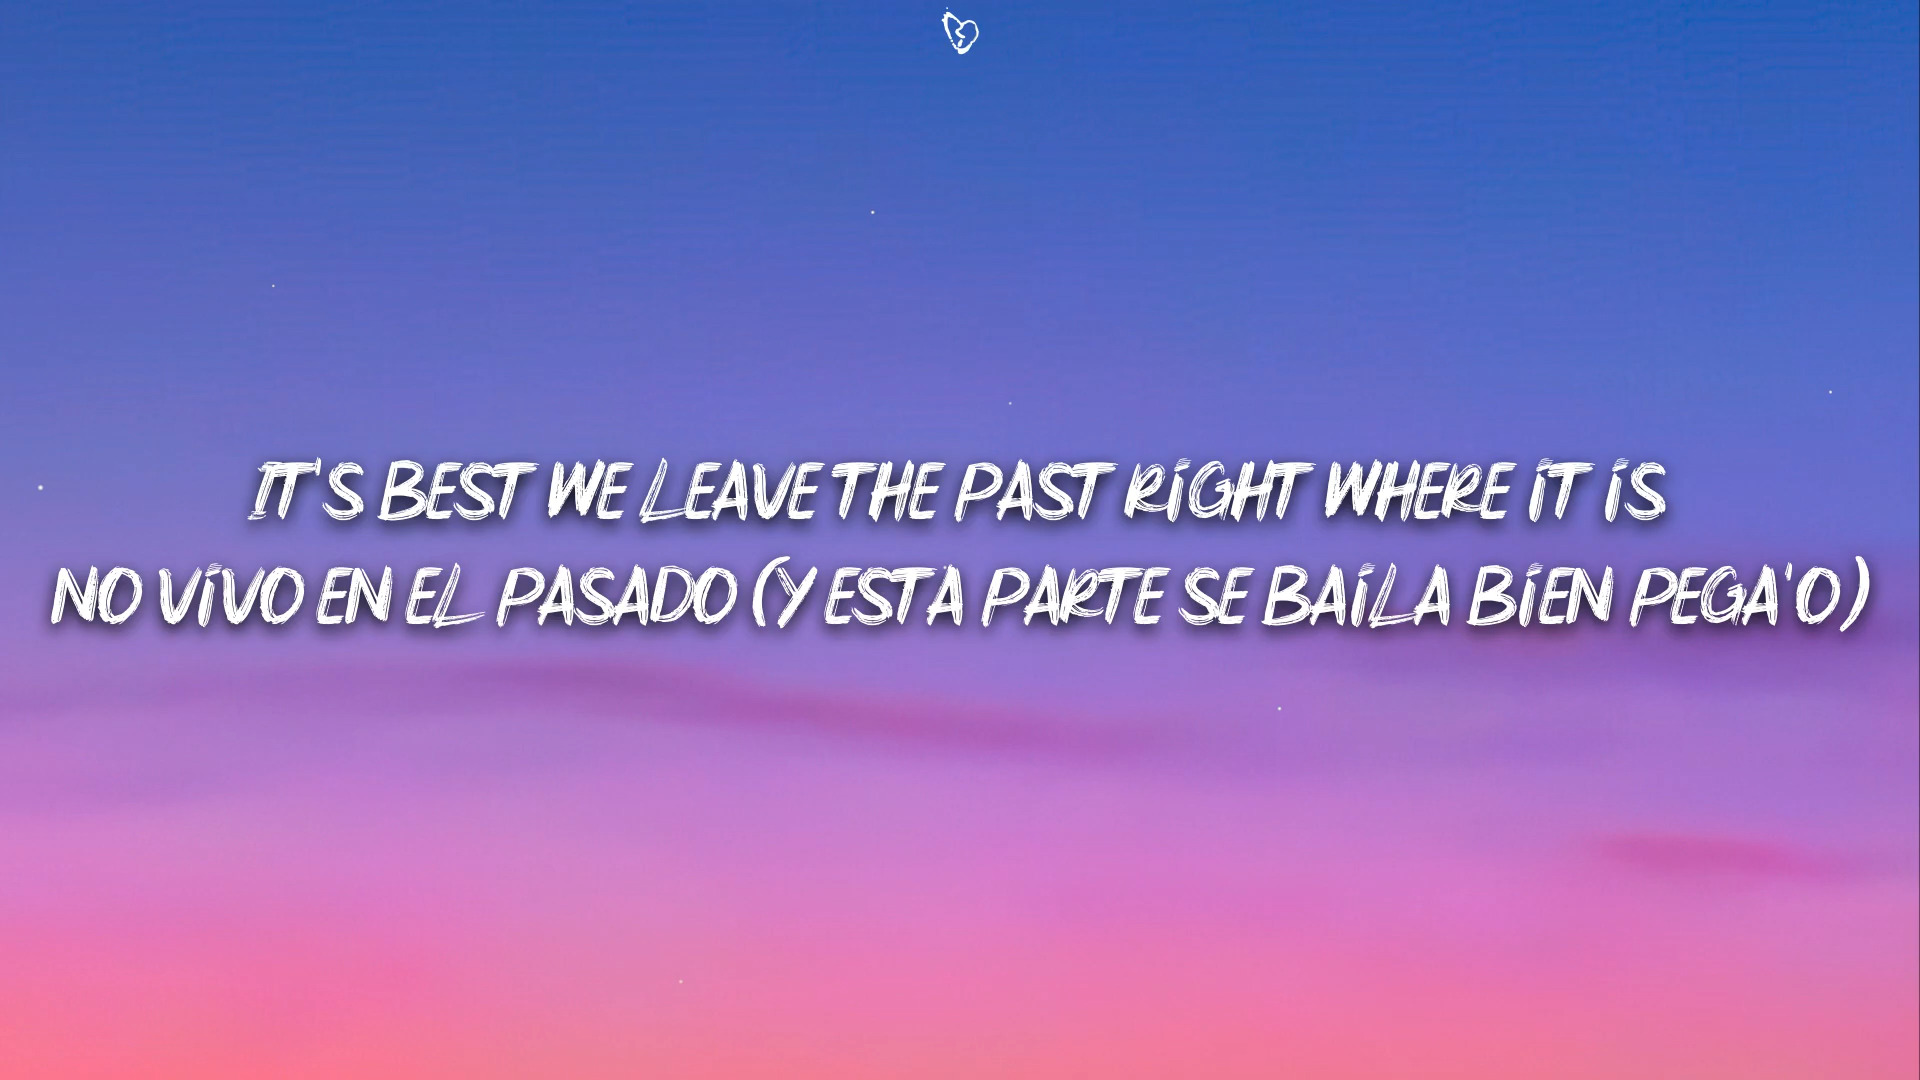 IT'S BEST WE LEAVE THE PAST RIGHT WHERE IT IS
NO VIVO EN EL PASADO (Y ESTA PARTE SE BAILA BIEN PEGA'O)